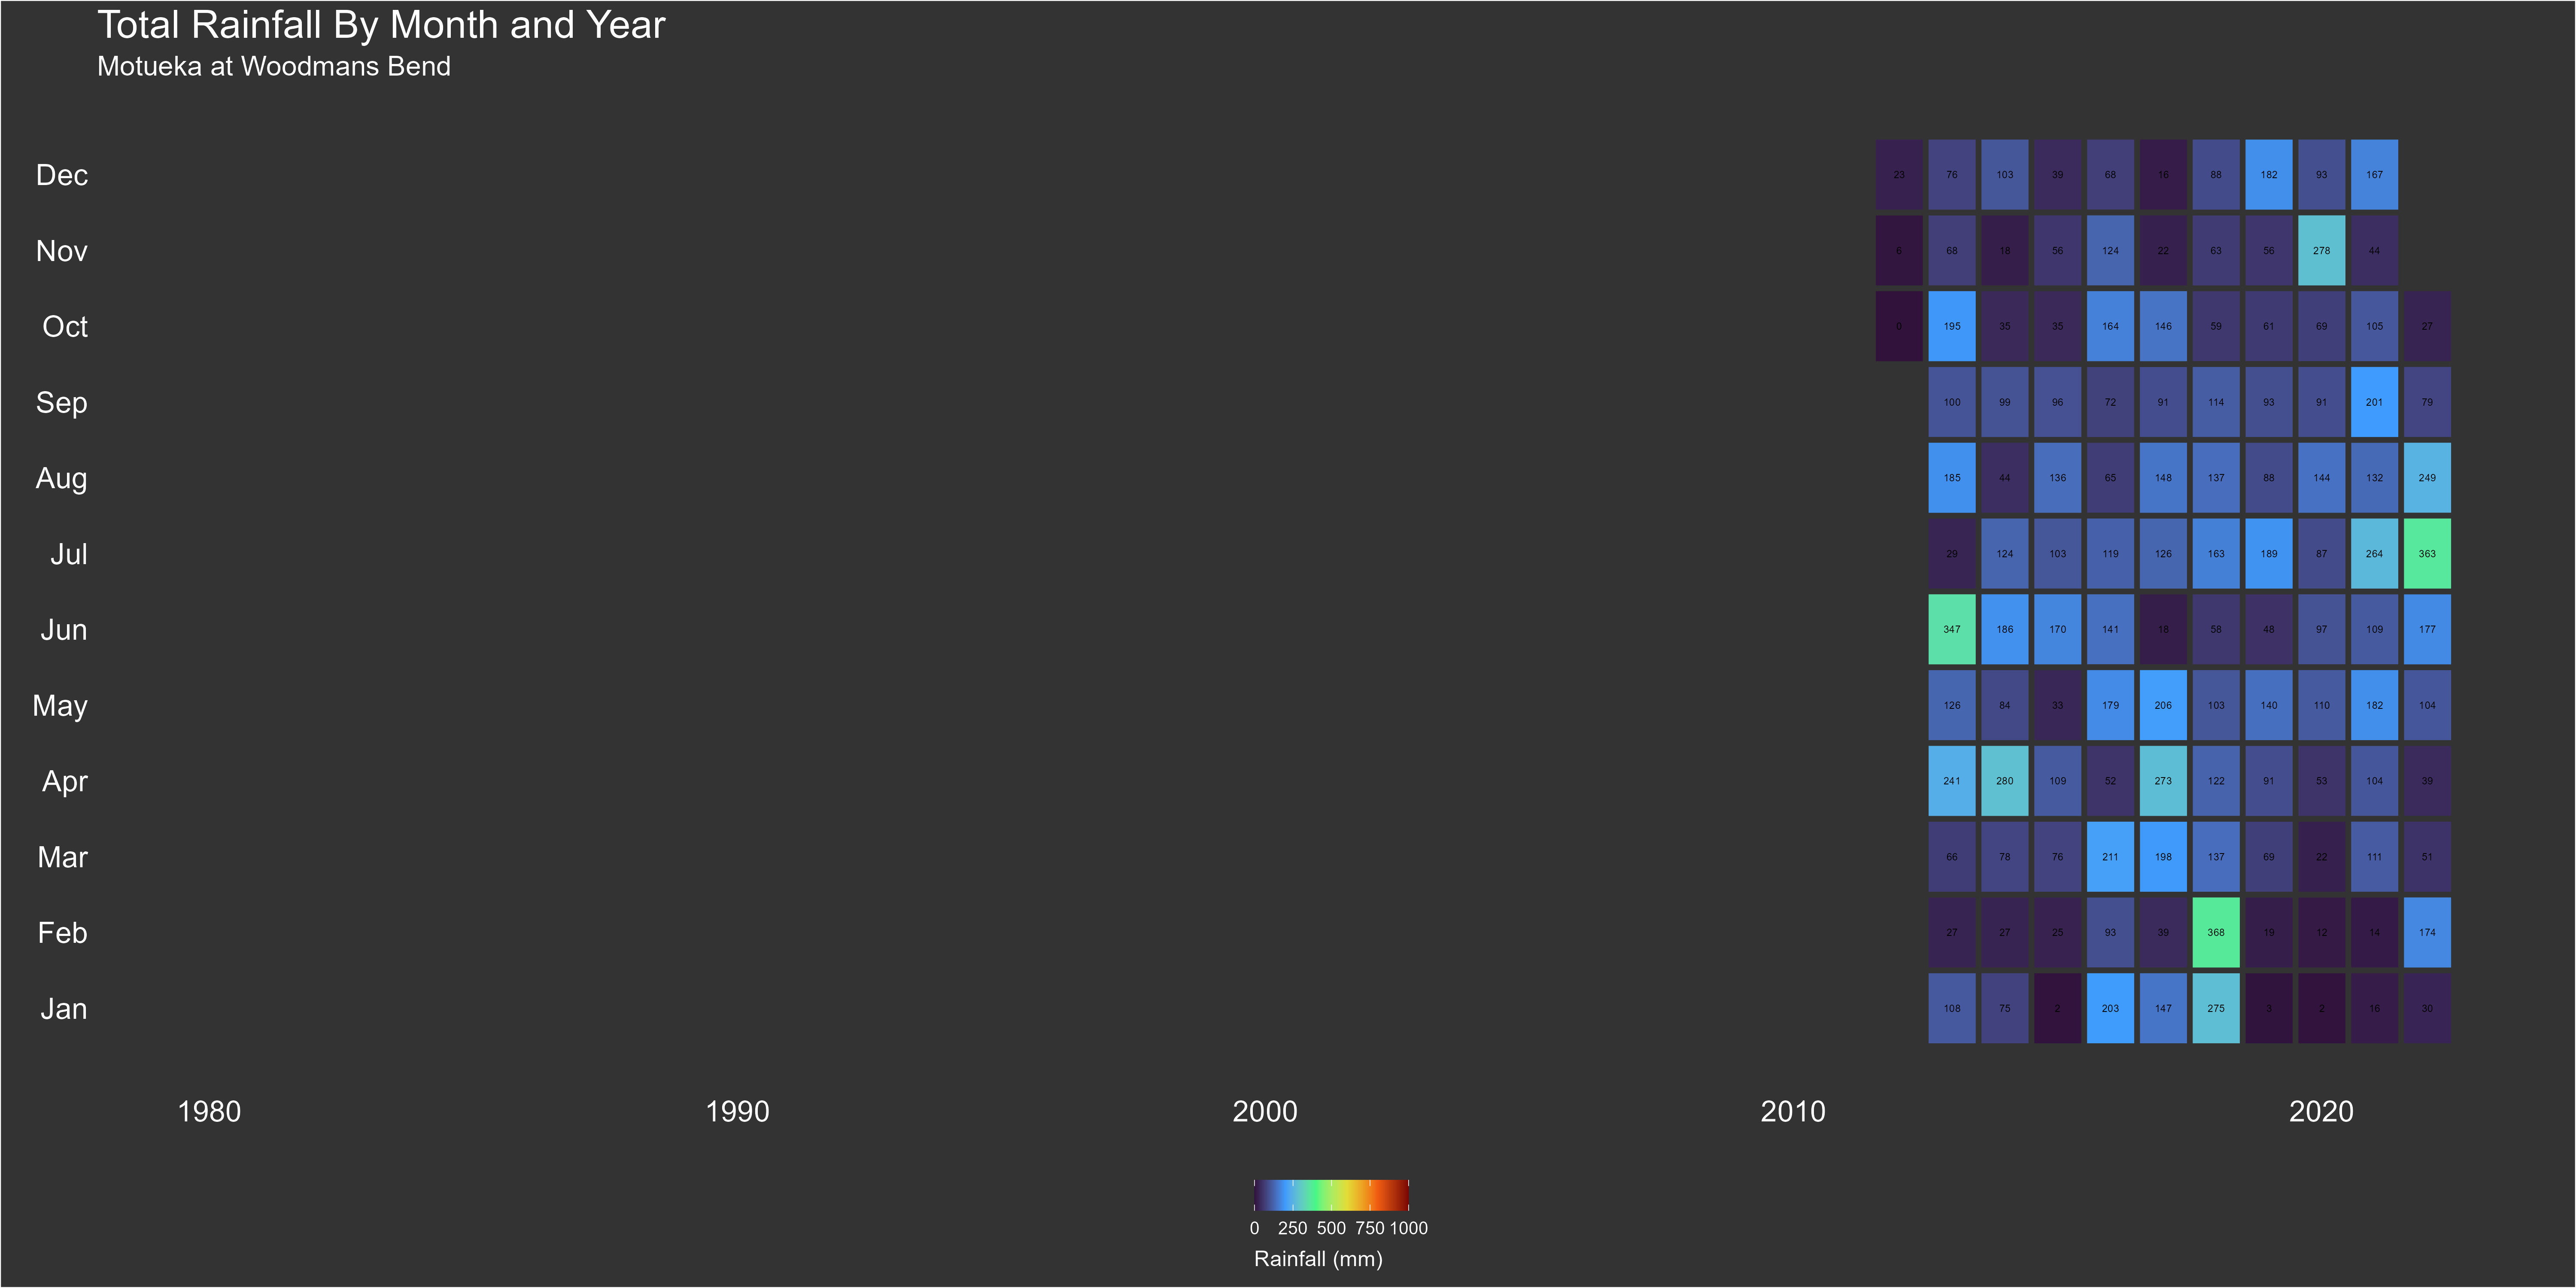 Total Rainfall By Month and Year
Motueka at Woodmans Bend
Dec 23 76 103 39 68 16 88 182 93 167
Nov 6 68 18 56 124 22 63 56 278 44
Oct 0 195 35 35 164 146 59 61 69 105 27
Sep 100 99 96 72 91 114 93 91 201 79
Aug 185 44 136 65 148 137 88 144 132 249
Jul 29 124 103 119 126 163 189 87 264 363
Jun 347 186 170 141 18 58 48 97 109 177
May 126 84 33 179 206 103 140 110 182 104
Apr 241 280 109 52 273 122 91 53 104 39
Mar 66 78 76 211 198 137 69 22 111 51
Feb 27 27 25 93 39 368 19 12 14 174
Jan 108 75 2 203 147 275 3 2 16 30
1980 1990 2000 2010 2020
0 250 500 750 1000
Rainfall (mm)